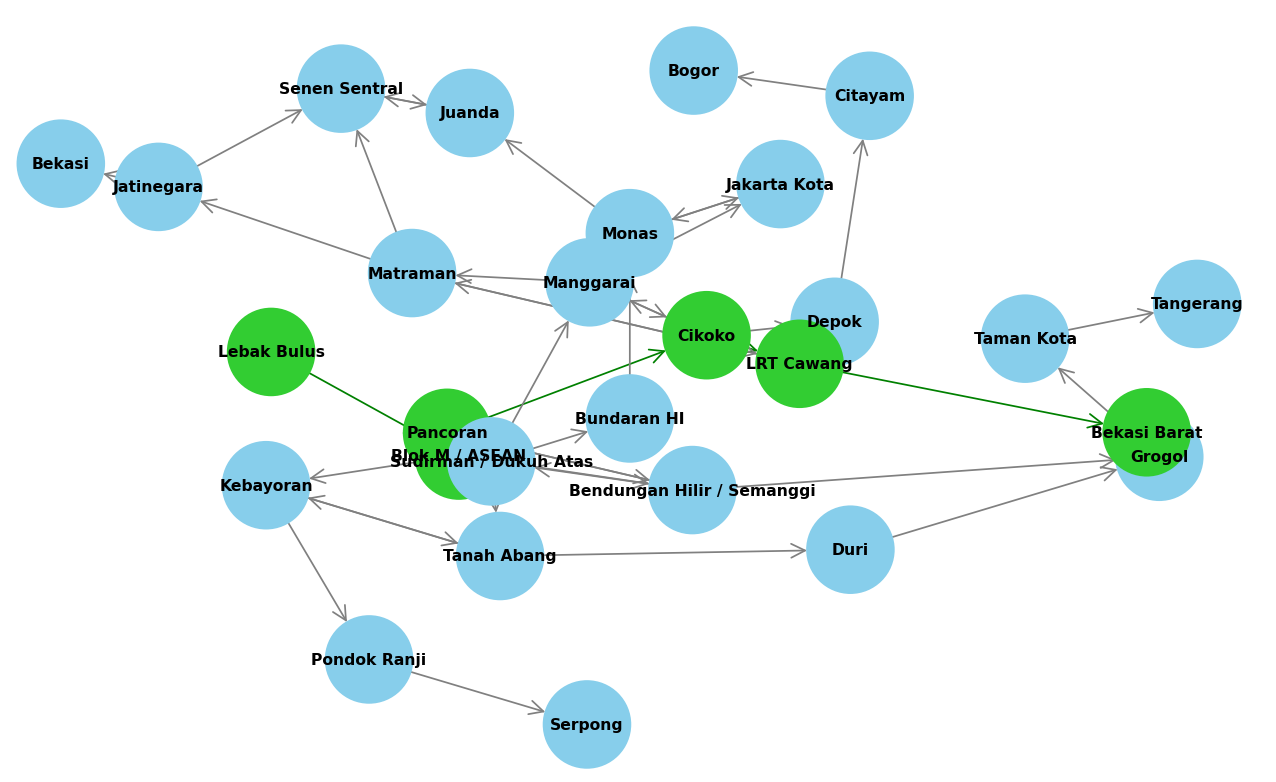 Bogor
Senen Sentral
Citayam
Juanda
Bekasi
Jatinegara
Jakarta Kota
Monas
Matraman
Manggarai
Tangerang
Depok
Cikoko
Taman Kota
Lebak Bulus
LRT Cawang
Bundaran HI
Pancoran
Bekasi Barat
Blok M / ASEAN
Grogol
Sudirman / Dukuh Atas
Kebayoran
Bendungan Hilir / Semanggi
Duri
Tanah Abang
Pondok Ranji
Serpong